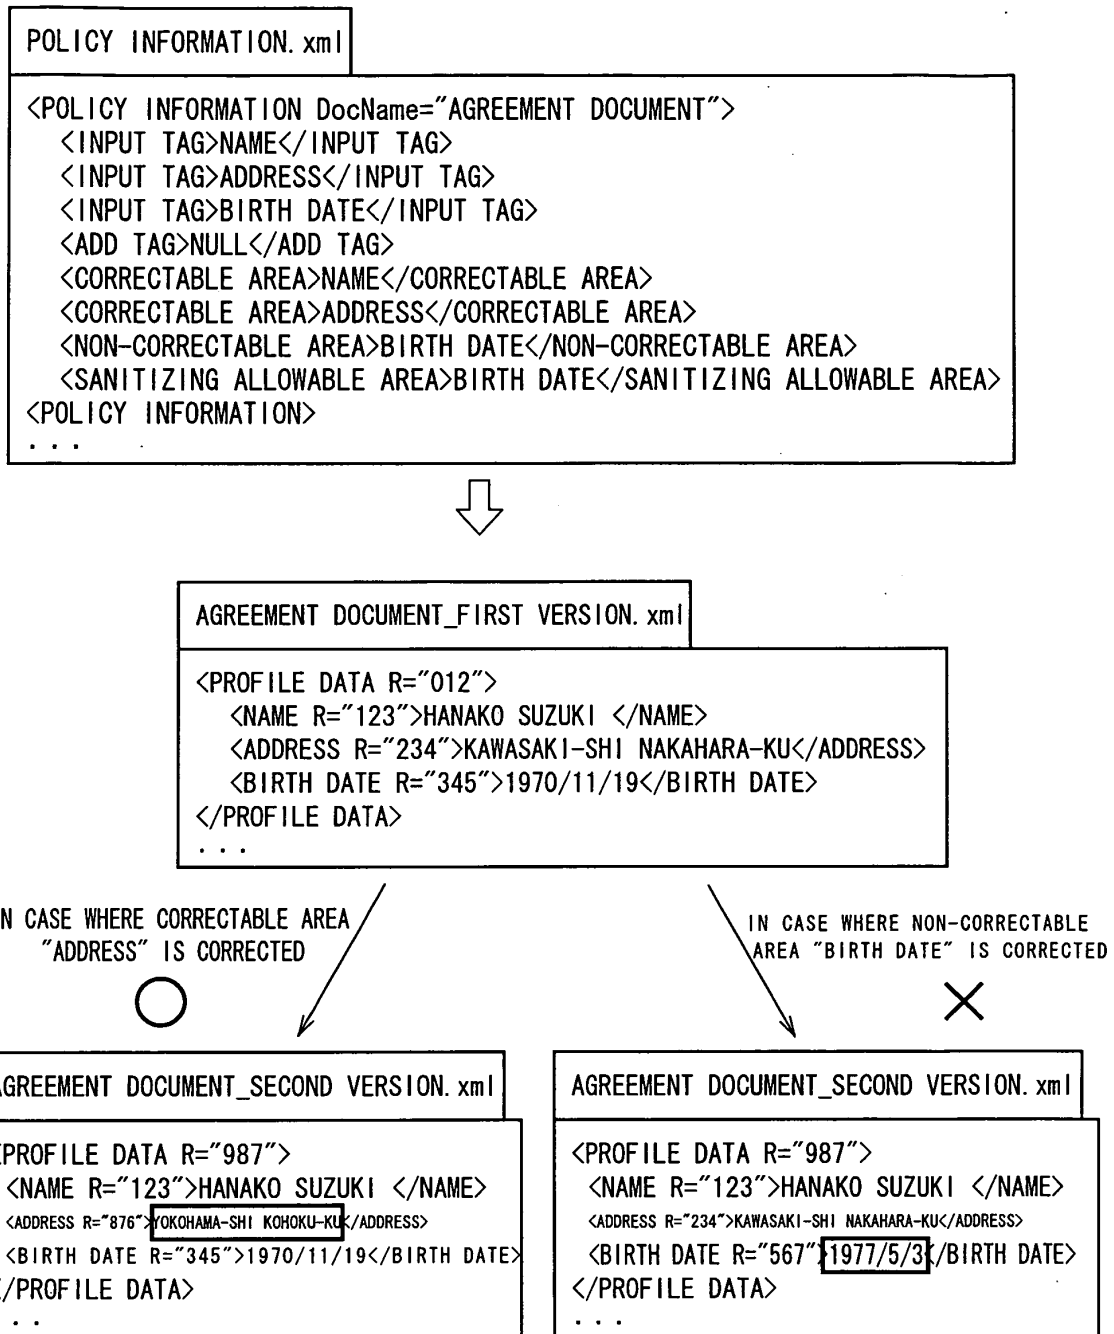 POLICY INFORMATION.xml
<POLICY INFORMATION DocName="AGREEMENT DOCUMENT">
<INPUT TAG>NAME</INPUT TAG>
<INPUT TAG>ADDRESS</INPUT TAG>
<INPUT TAG>BIRTH DATE</INPUT TAG>
<ADD TAG>NULL</ADD TAG>
<CORRECTABLE AREA>NAME</CORRECTABLE AREA>
<CORRECTABLE AREA>ADDRESS</CORRECTABLE AREA>
<NON-CORRECTABLE AREA>BIRTH DATE</NON-CORRECTABLE AREA>
<SANITIZING ALLOWABLE AREA>BIRTH DATE</SANITIZING ALLOWABLE AREA>
<POLICY INFORMATION>
...
AGREEMENT DOCUMENT_FIRST VERSION.xml
<PROFILE DATA R="012">
<NAME R="123">HANAKO SUZUKI </NAME>
<ADDRESS R="234">KAWASAKI-SHI NAKAHARA-KU</ADDRESS>
<BIRTH DATE R="345">1970/11/19</BIRTH DATE>
</PROFILE DATA>
...
N CASE WHERE CORRECTABLE AREA
"ADDRESS" IS CORRECTED
IN CASE WHERE NON-CORRECTABLE
AREA "BIRTH DATE" IS CORRECTED
AGREEMENT DOCUMENT_SECOND VERSION.xml
PROFILE DATA R="987">
<NAME R="123">HANAKO SUZUKI </NAME>
<ADDRESS R="876">YOKOHAMA-SHI KOHOKU-KU</ADDRESS>
<BIRTH DATE R="345">1970/11/19</BIRTH DATE>
/PROFILE DATA>
..
AGREEMENT DOCUMENT_SECOND VERSION.xml
<PROFILE DATA R="987">
<NAME R="123">HANAKO SUZUKI </NAME>
<ADDRESS R="234">KAWASAKI-SHI NAKAHARA-KU</ADDRESS>
<BIRTH DATE R="567">1977/5/3</BIRTH DATE>
</PROFILE DATA>
...